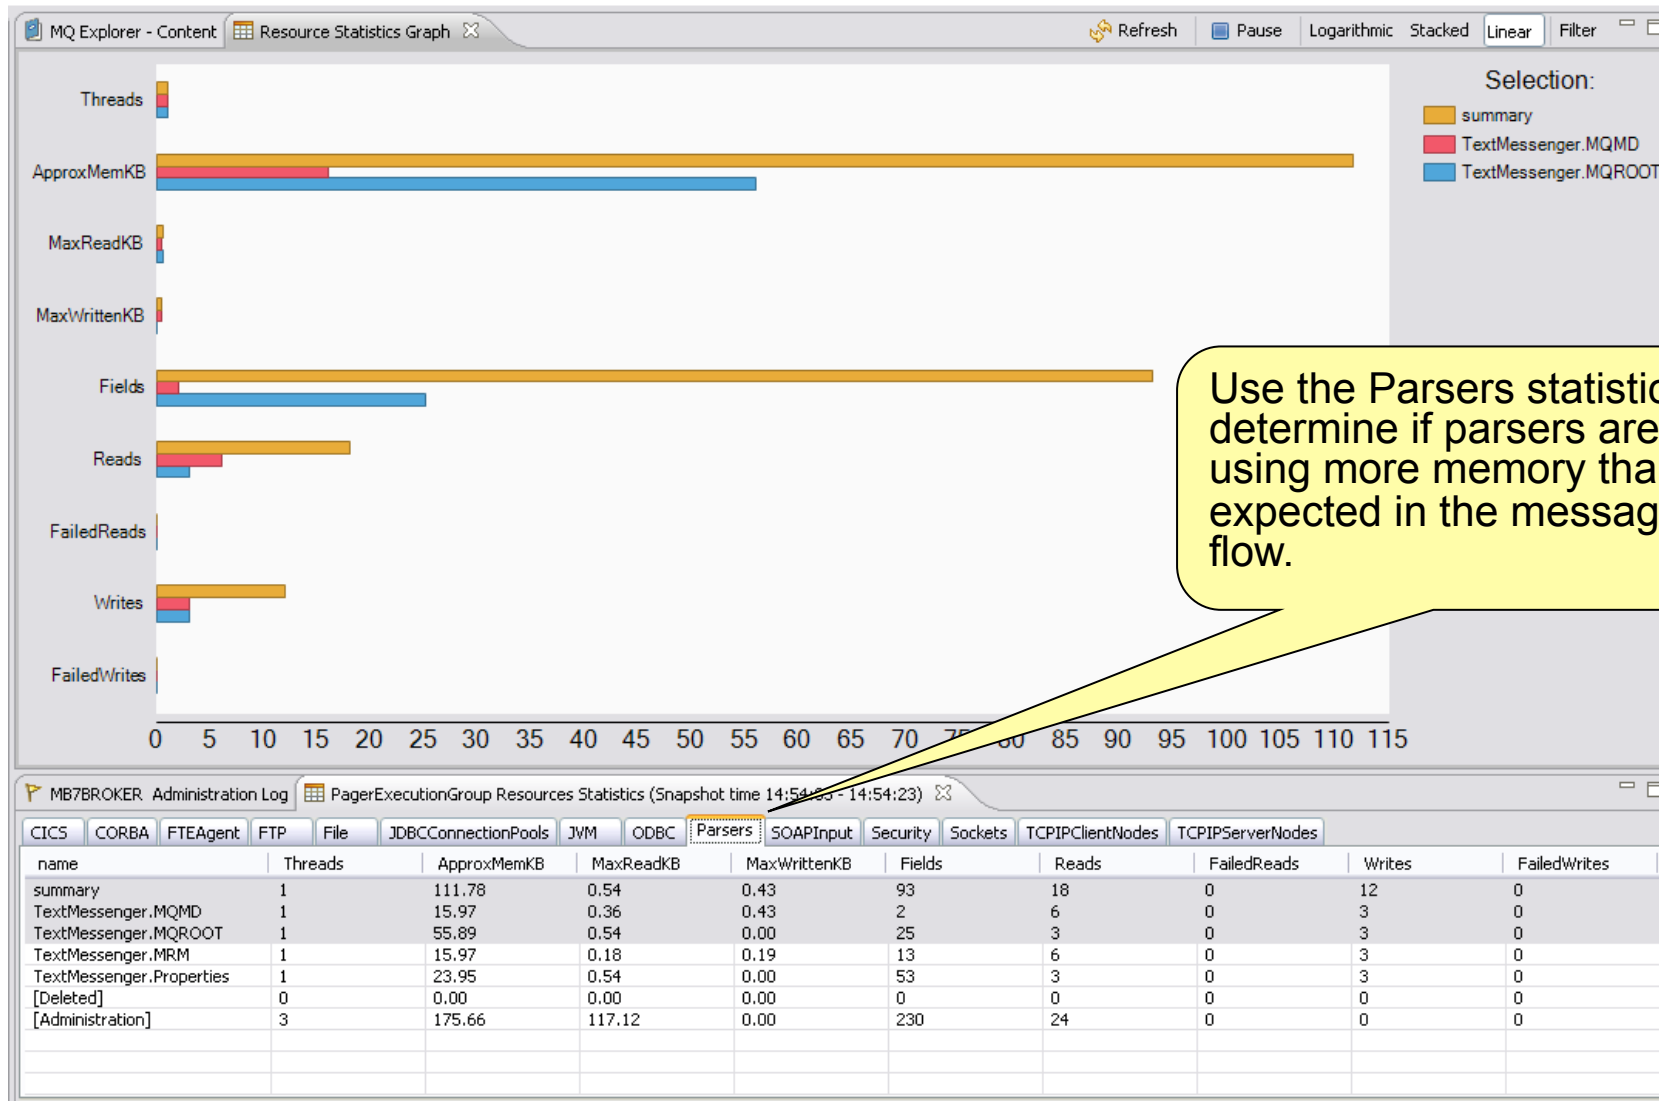 MQ Explorer - Content Resource Statistics Graph Refresh Pause Logarithmic Stacked Linear Filter
Selection:
summary
TextMessenger.MQMD
TextMessenger.MQROOT
Threads
ApproxMemKB
MaxReadKB
MaxWrittenKB
Fields
Reads
FailedReads
Writes
FailedWrites
0 5 10 15 20 25 30 35 40 45 50 55 60 65 70 75 80 85 90 95 100 105 110 115
Use the Parsers statistic
determine if parsers are
using more memory tha
expected in the messag
flow.
MB7BROKER Administration Log PagerExecutionGroup Resources Statistics (Snapshot time - 14:54:23)
CICS CORBA FTEAgent FTP File JDBCConnectionPools JVM ODBC Parsers SOAPInput Security Sockets TCPIPClientNodes TCPIPServerNodes
name Threads ApproxMemKB MaxReadKB MaxWrittenKB Fields Reads FailedReads Writes FailedWrites
summary 1 111.78 0.54 0.43 93 18 0 12 0
TextMessenger.MQMD 1 15.97 0.36 0.43 2 6 0 3 0
TextMessenger.MQROOT 1 55.89 0.54 0.00 25 3 0 3 0
TextMessenger.MRM 1 15.97 0.18 0.19 13 6 0 3 0
TextMessenger.Properties 1 23.95 0.54 0.00 53 3 0 3 0
[Deleted] 0 0.00 0.00 0.00 0 0 0 0 0
[Administration] 3 175.66 117.12 0.00 230 24 0 0 0